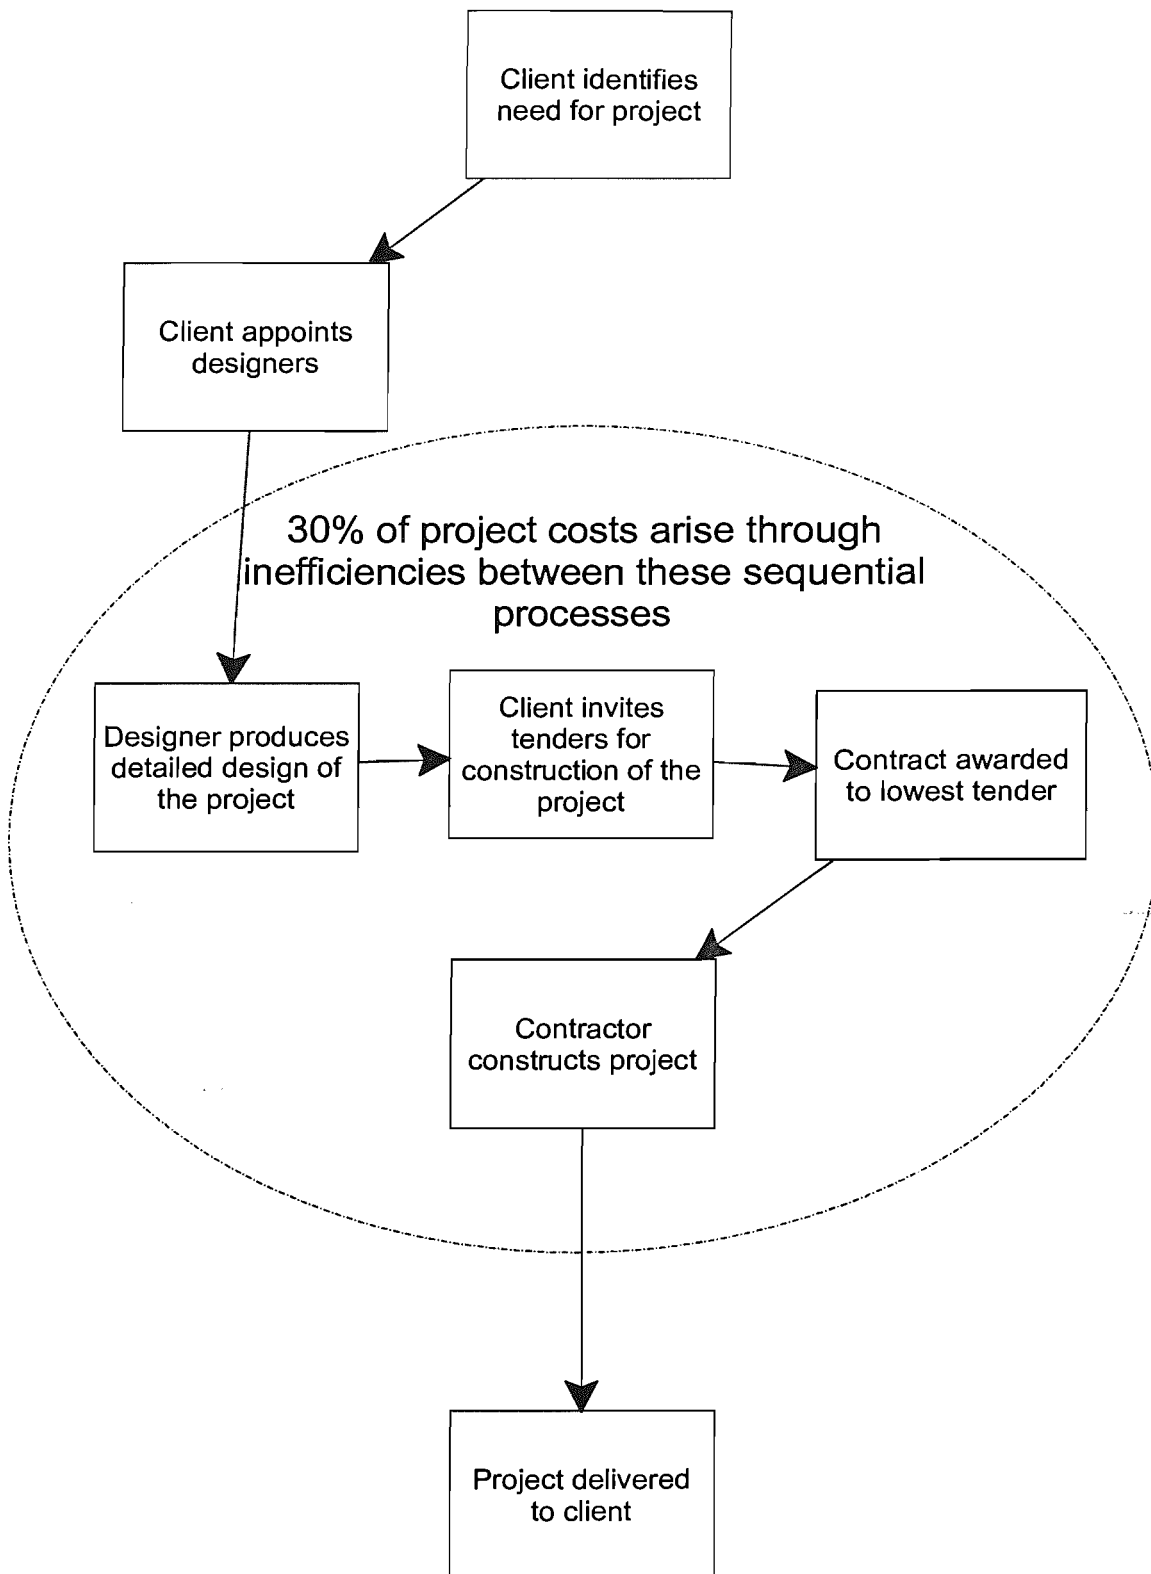 Client identifies
need for project
Client appoints
designers
30% of project costs arise through
inefficiencies between these sequential
processes
Designer produces
detailed design of
the project
Client invites
tenders for
construction of the
project
Contract awarded
to lowest tender
Contractor
constructs project
Project delivered
to client